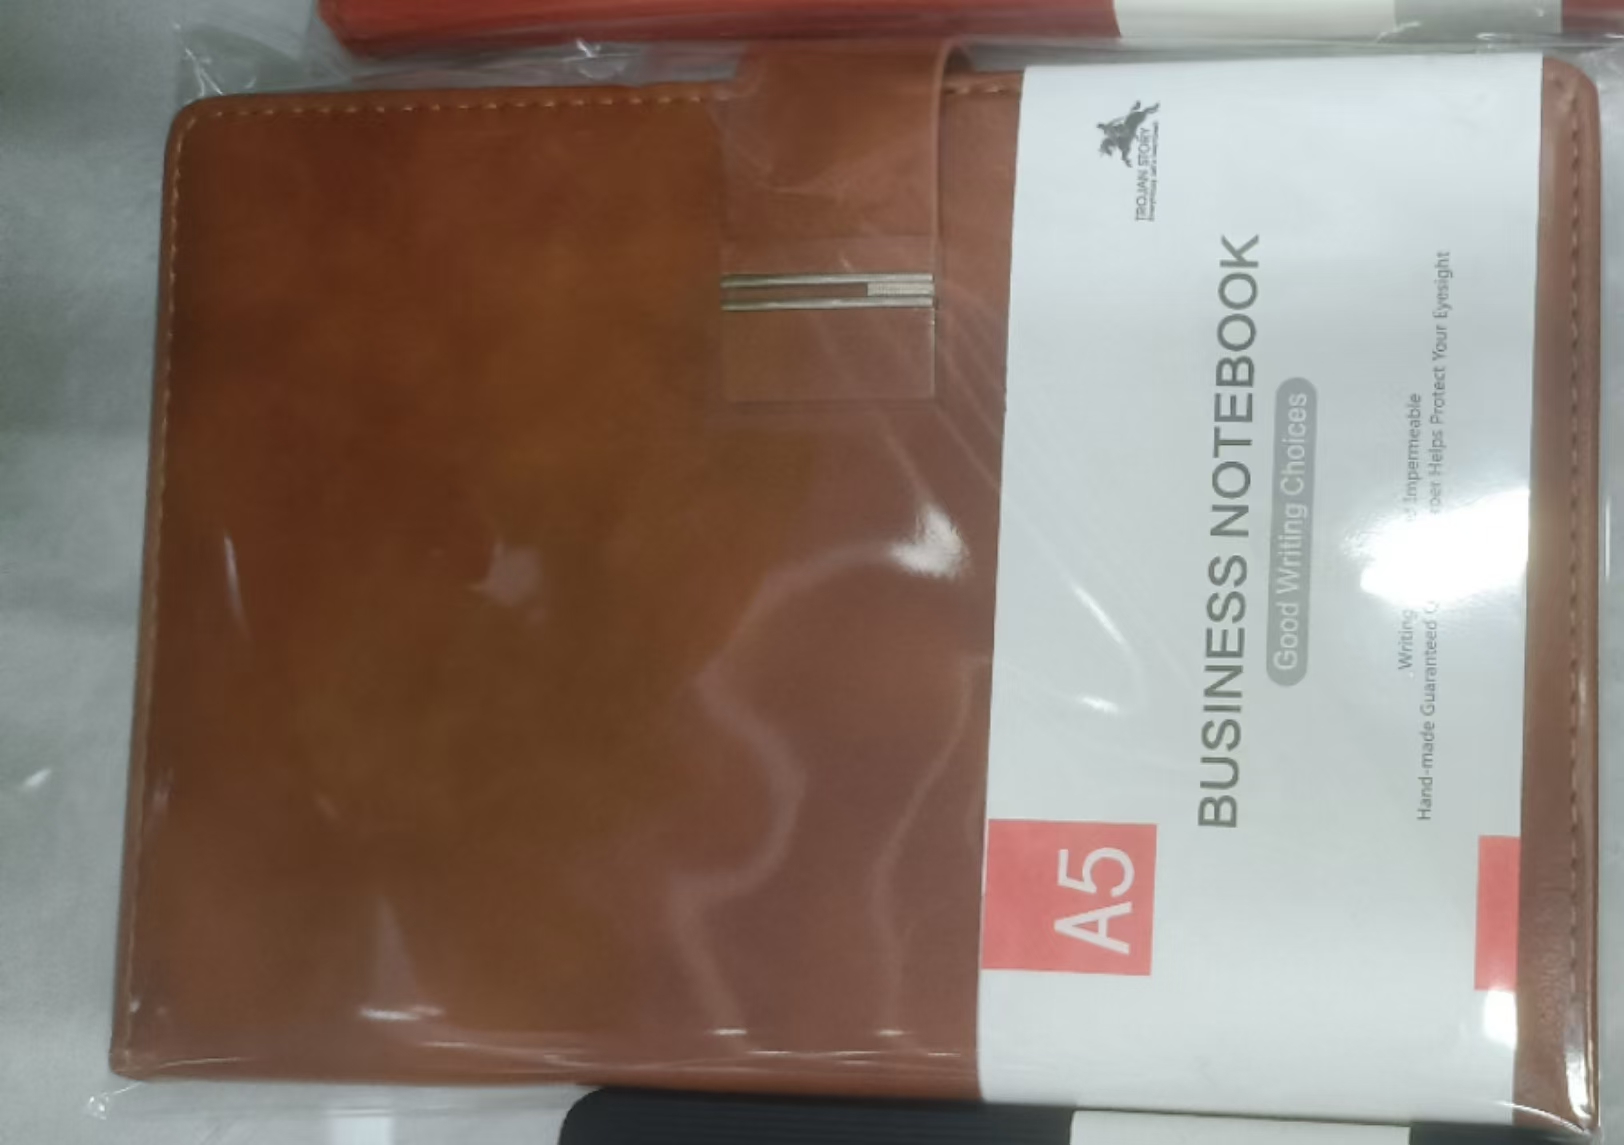 TROJAN STORY
BUSINESS NOTEBOOK
Good Writing Choices
Writing Impermeable
Hand-made Guaranteed Helps Protect Your Eyesight
A5